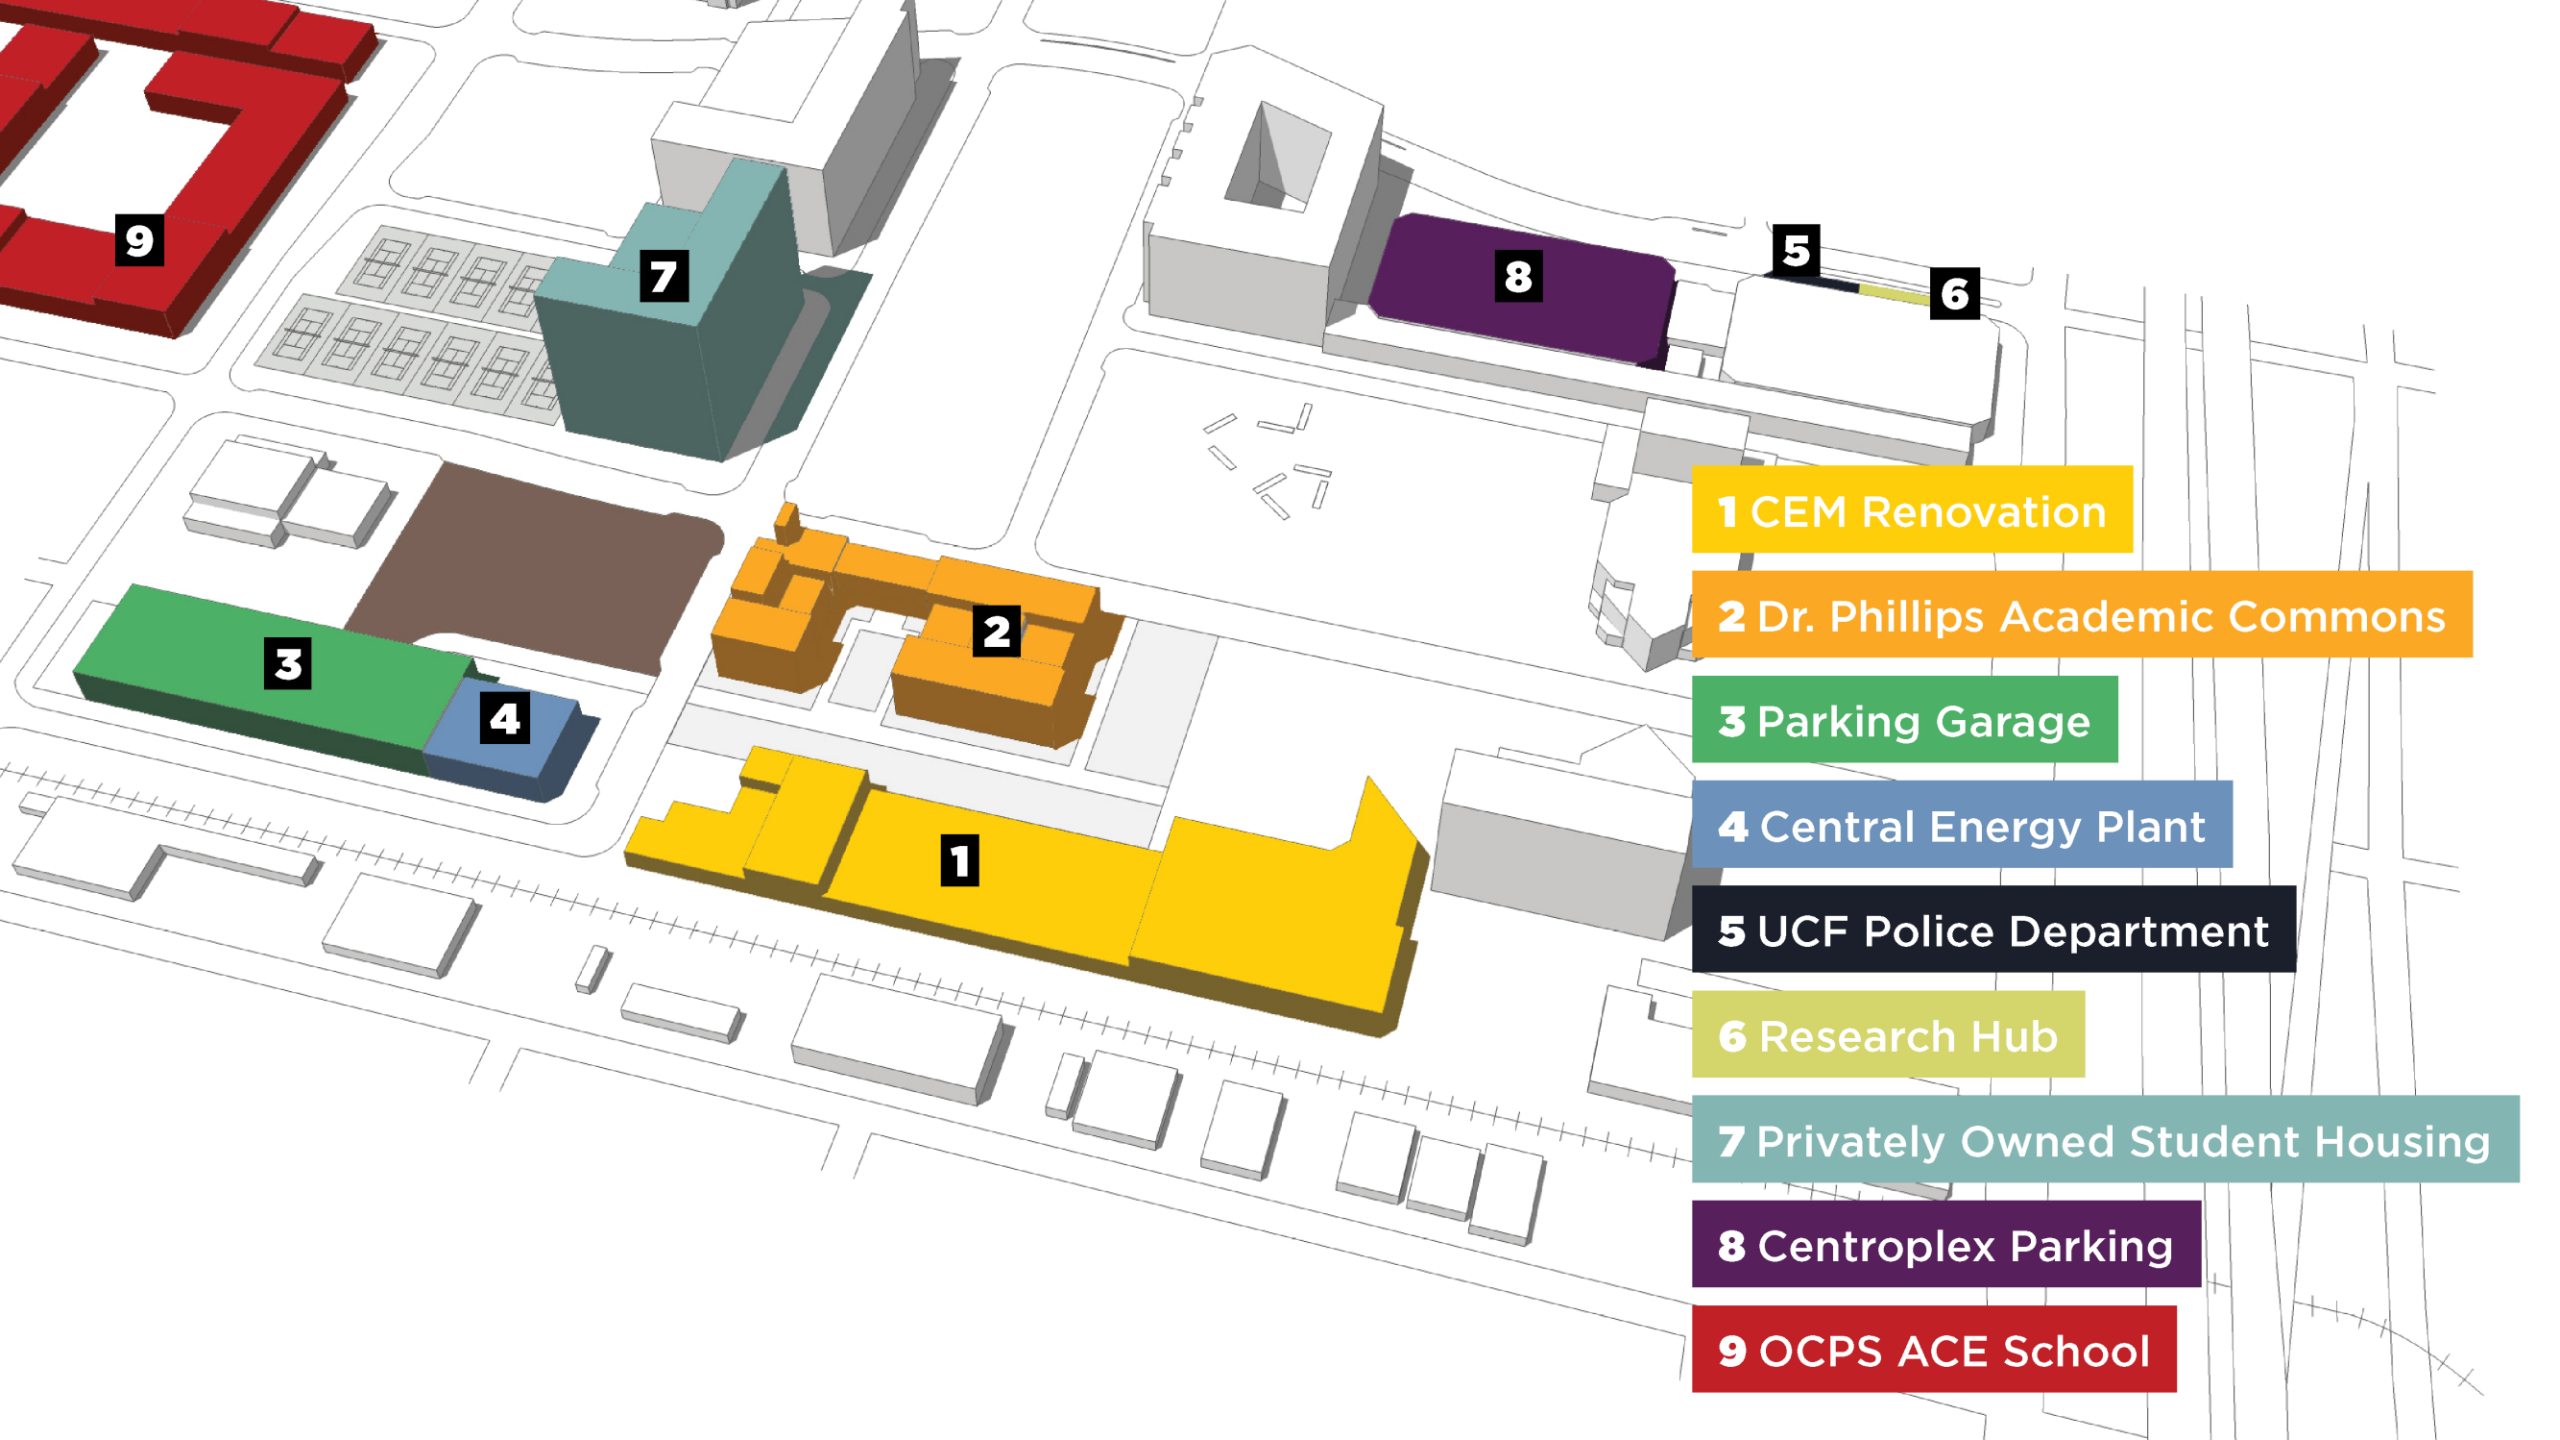 9
7
8
5
6
3
4
2
1
1 CEM Renovation
2 Dr. Phillips Academic Commons
3 Parking Garage
4 Central Energy Plant
5 UCF Police Department
6 Research Hub
7 Privately Owned Student Housing
8 Centroplex Parking
9 OCPS ACE School